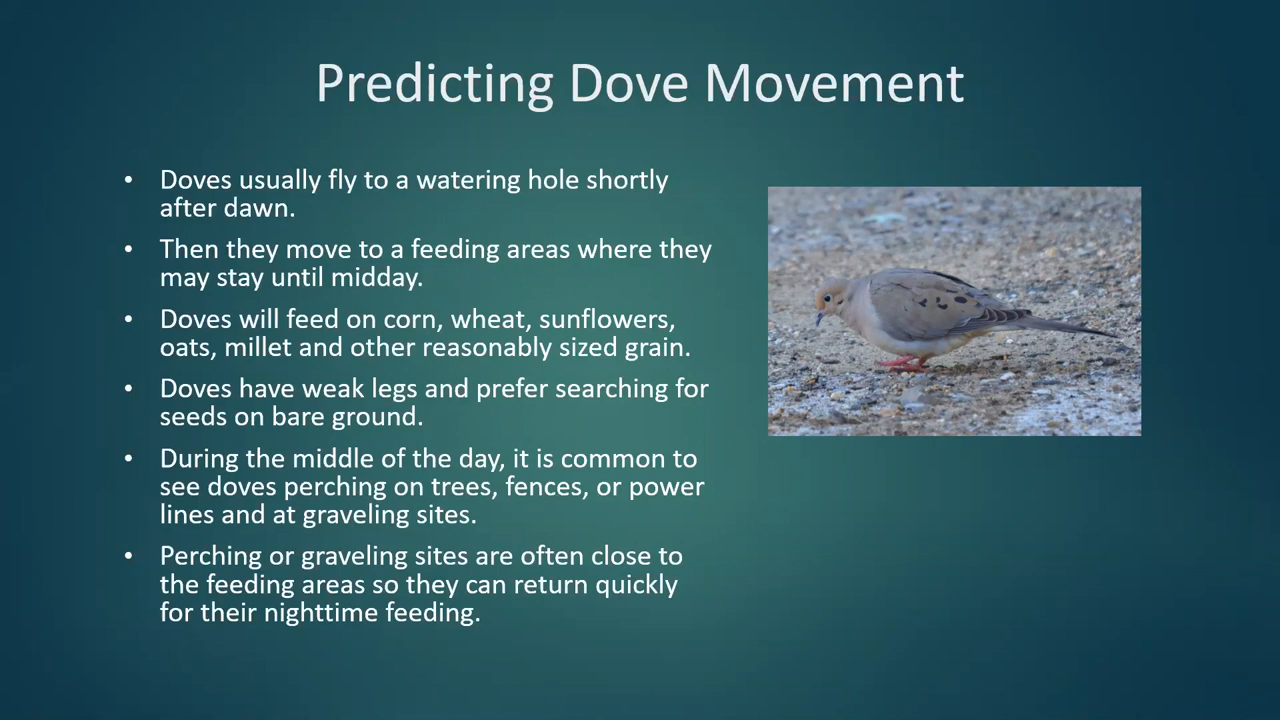 Predicting Dove Movement
• Doves usually fly to a watering hole shortly
after dawn.
• Then they move to a feeding areas where they
may stay until midday.
• Doves will feed on corn, wheat, sunflowers,
oats, millet and other reasonably sized grain.
• Doves have weak legs and prefer searching for
seeds on bare ground.
• During the middle of the day, it is common to
see doves perching on trees, fences, or power
lines and at graveling sites.
• Perching or graveling sites are often close to
the feeding areas so they can return quickly
for their nighttime feeding.